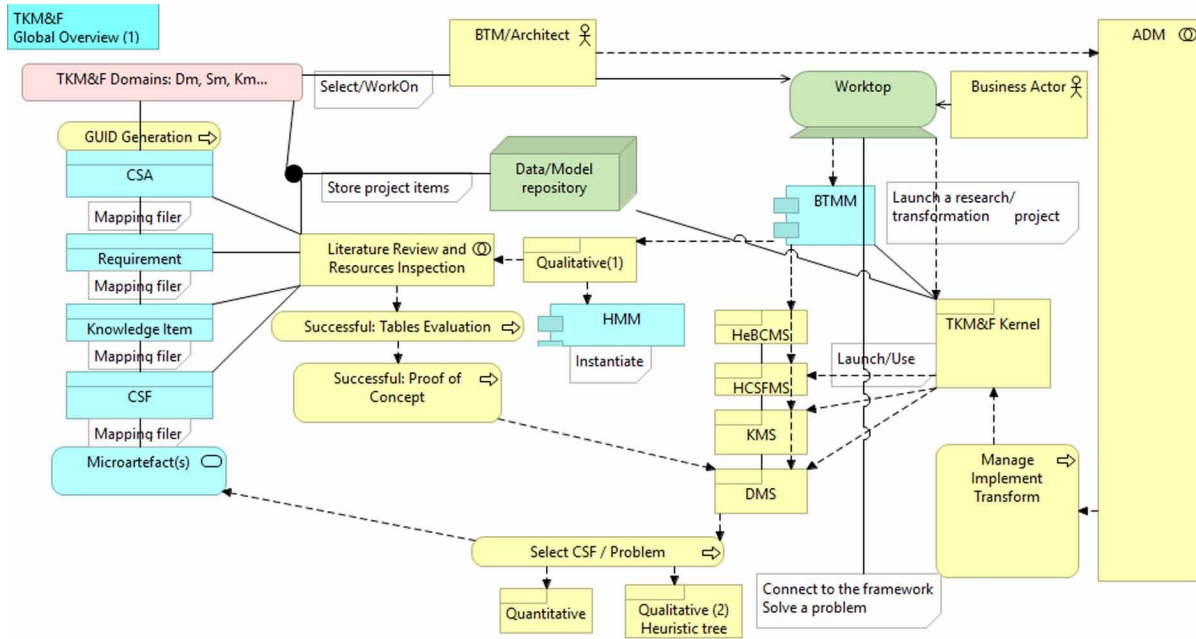 TKM&F
Global Overview (1)
BTM/Architect
ADM
TKM&F Domains: Dm, Sm, Km...
Select/WorkOn
Worktop
Business Actor
GUID Generation
CSA
Store project items
Data/Model
repository
BTMM
Launch a research/
transformation project
Mapping filer
Requirement
Literature Review and
Resources Inspection
Qualitative(1)
Mapping filer
Knowledge Item
Successful: Tables Evaluation
HMM
HeBCMS
TKM&F Kernel
Mapping filer
Instantiate
Launch/Use
CSF
Successful: Proof of
Concept
HCSFMS
Mapping filer
KMS
Microartefact(s)
DMS
Manage
Implement
Transform
Select CSF / Problem
Quantitative
Qualitative (2)
Heuristic tree
Connect to the framework
Solve a problem